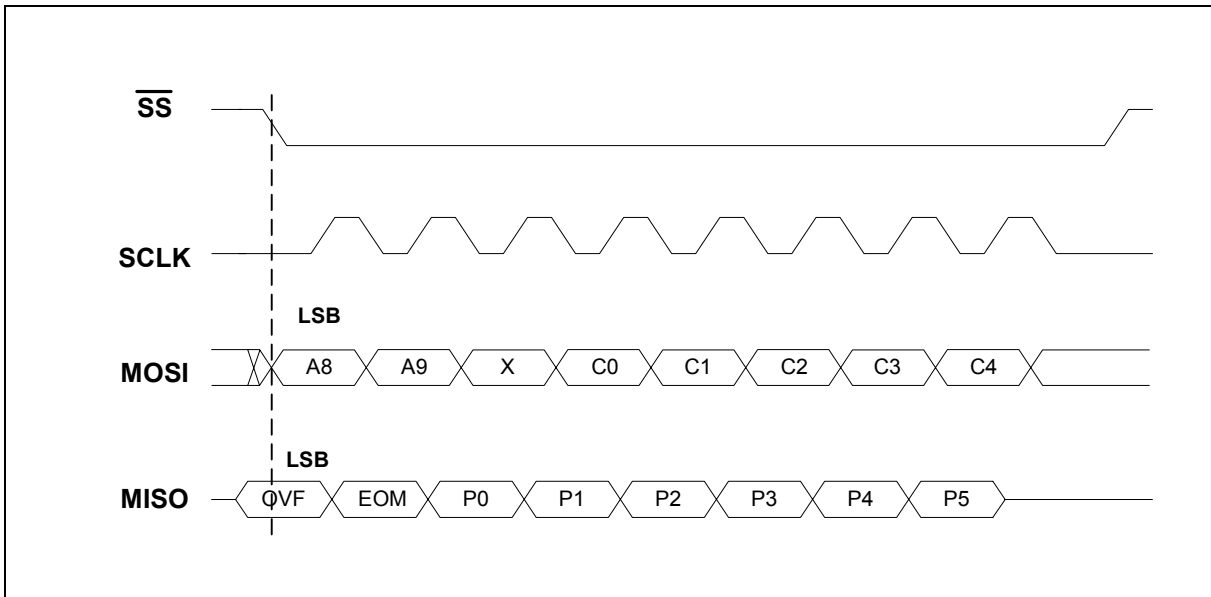 SS
SCLK
LSB
MOSI A8 A9 X C0 C1 C2 C3 C4
LSB
MISO OVF EOM P0 P1 P2 P3 P4 P5